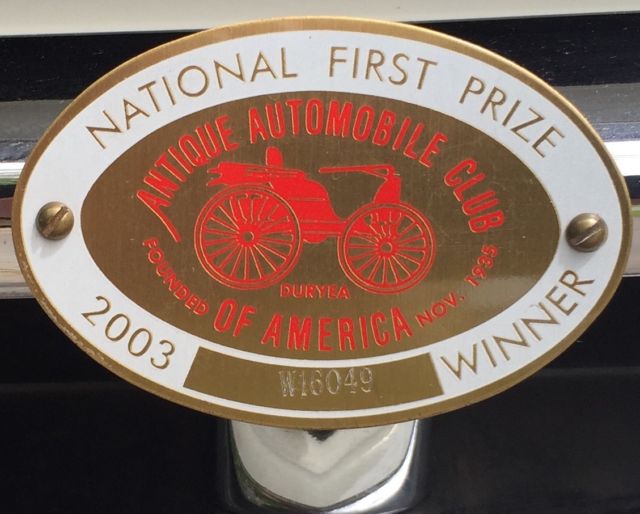 NATIONAL FIRST PRIZE
ANTIQUE AUTOMOBILE CLUB
DURYEA
FOUNDED
OF AMERICA
NOV. 1935
2003
W16049
WINNER